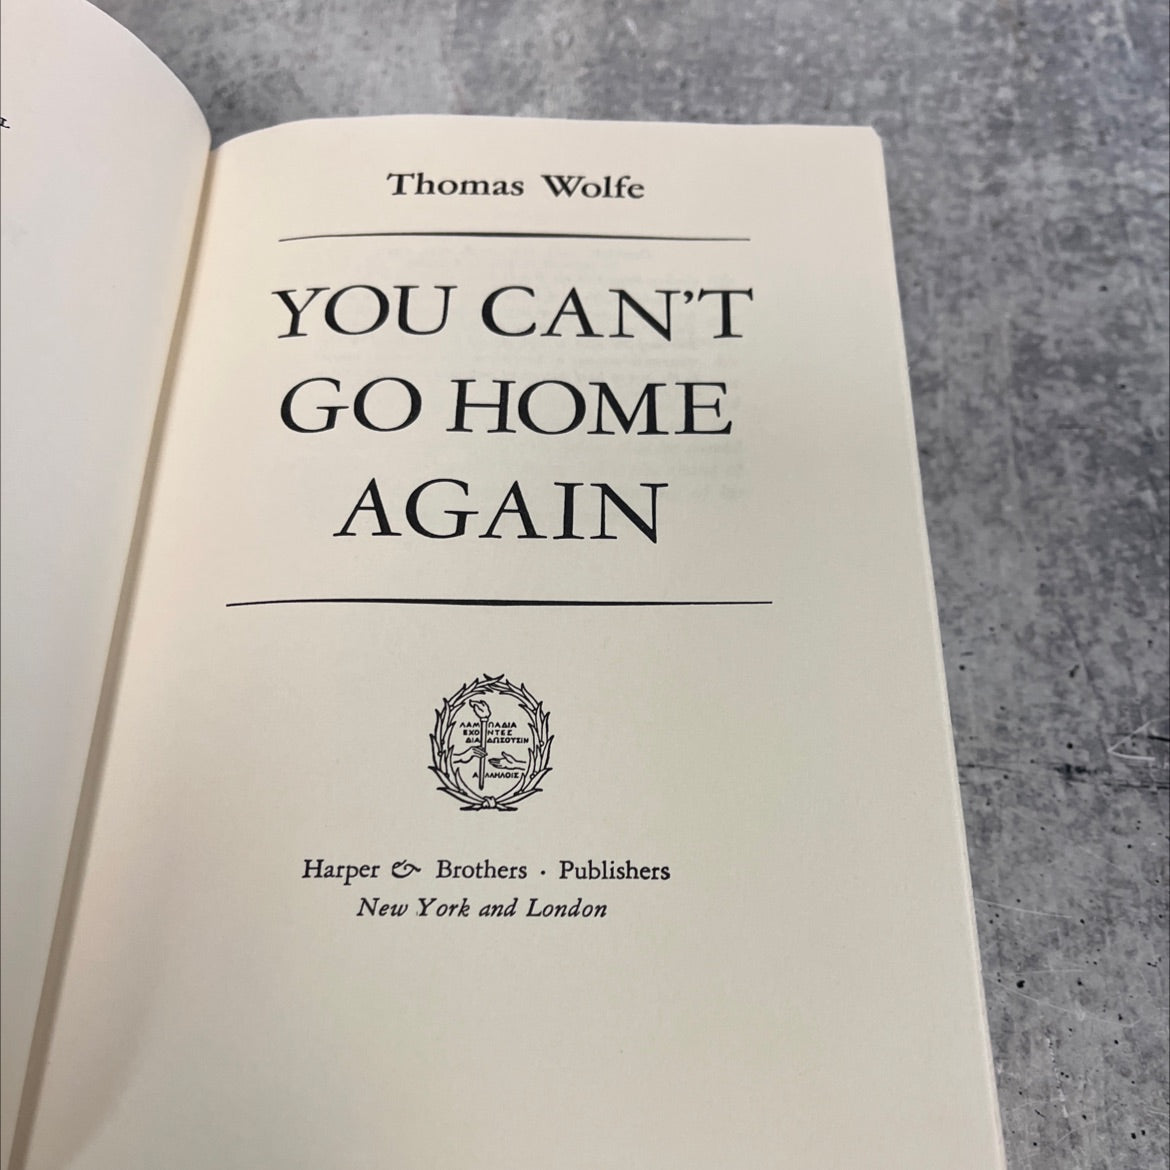 Thomas Wolfe
YOU CAN'T
GO HOME
AGAIN
ΛΑΜΠΑΔΙΑ
ΕΧΟΝΤΕΣ
ΔΙΑΔΩΣΟΥΣΙΝ
ΑΛΛΗΛΟΙΣ
Harper & Brothers · Publishers
New York and London